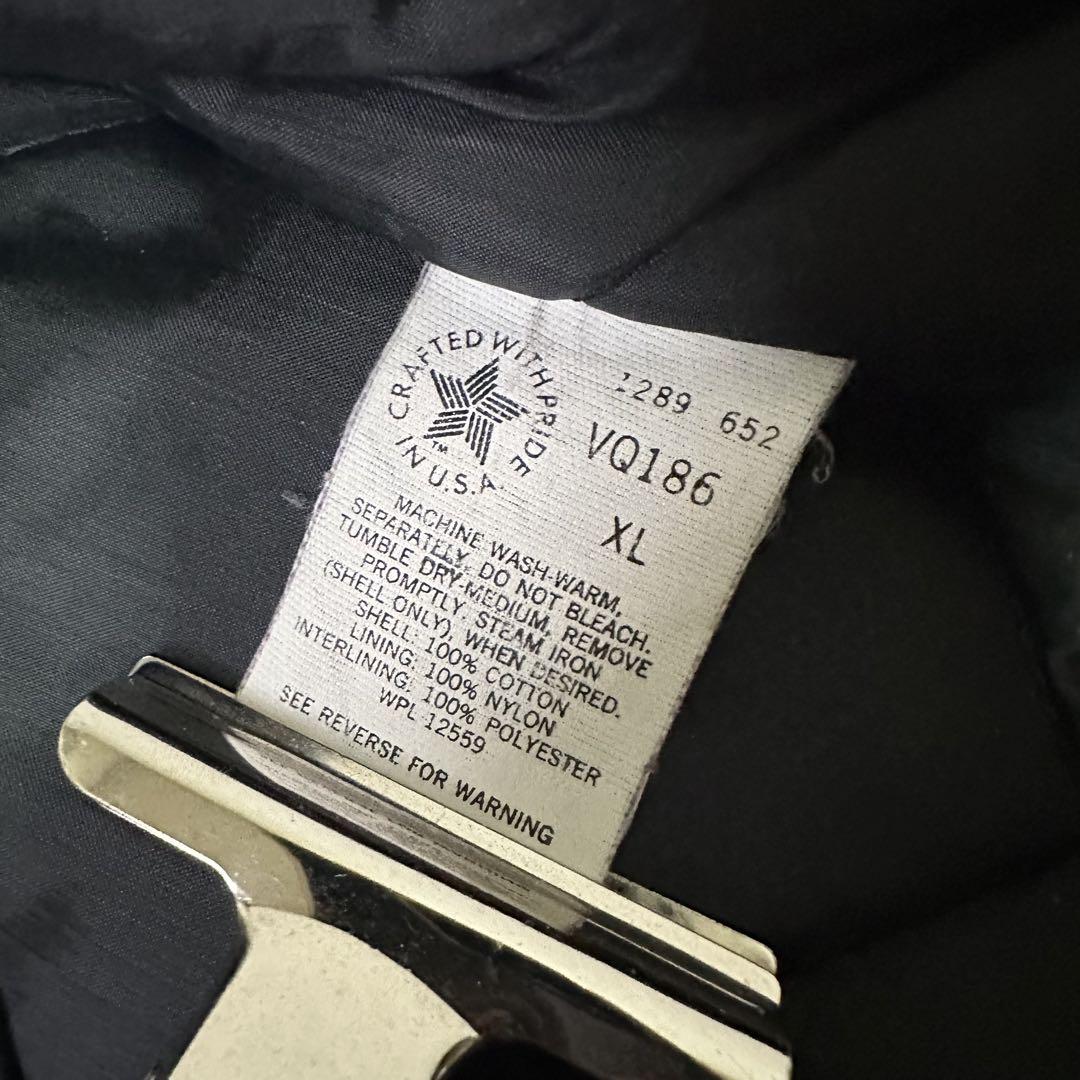 CRAFTED WITH PRIDE
IN U.S.A
TM
1289 652
VQ186
XL
MACHINE WASH-WARM,
SEPARATELY, DO NOT BLEACH.
TUMBLE DRY-MEDIUM, REMOVE
PROMPTLY, STEAM IRON
(SHELL ONLY), WHEN DESIRED.
SHELL: 100% COTTON
LINING: 100% NYLON
INTERLINING: 100% POLYESTER
WPL 12559
SEE REVERSE FOR WARNING